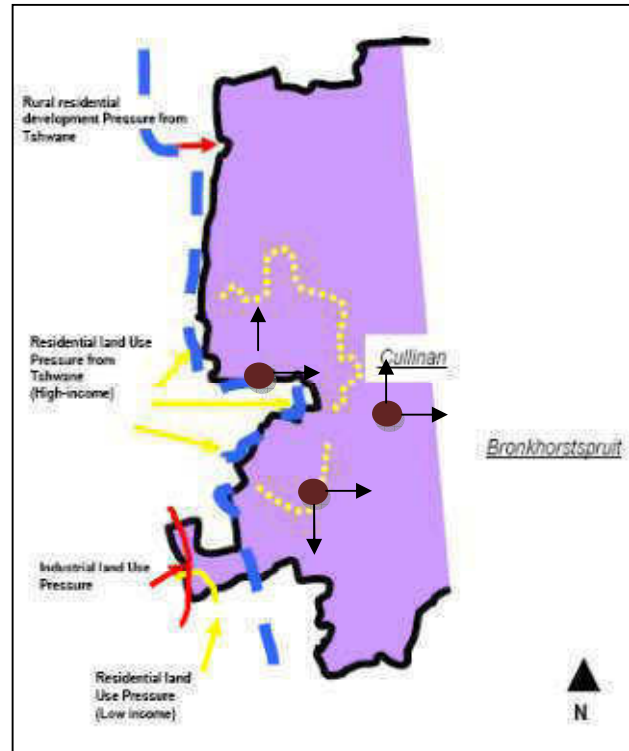 Rural residential
development Pressure from
Tshwane
Residential land Use
Pressure from
Tshwane
(High-income)
Cullinan
Bronkhorstspruit
Industrial land Use
Pressure
Residential land
Use Pressure
(Low income)
N